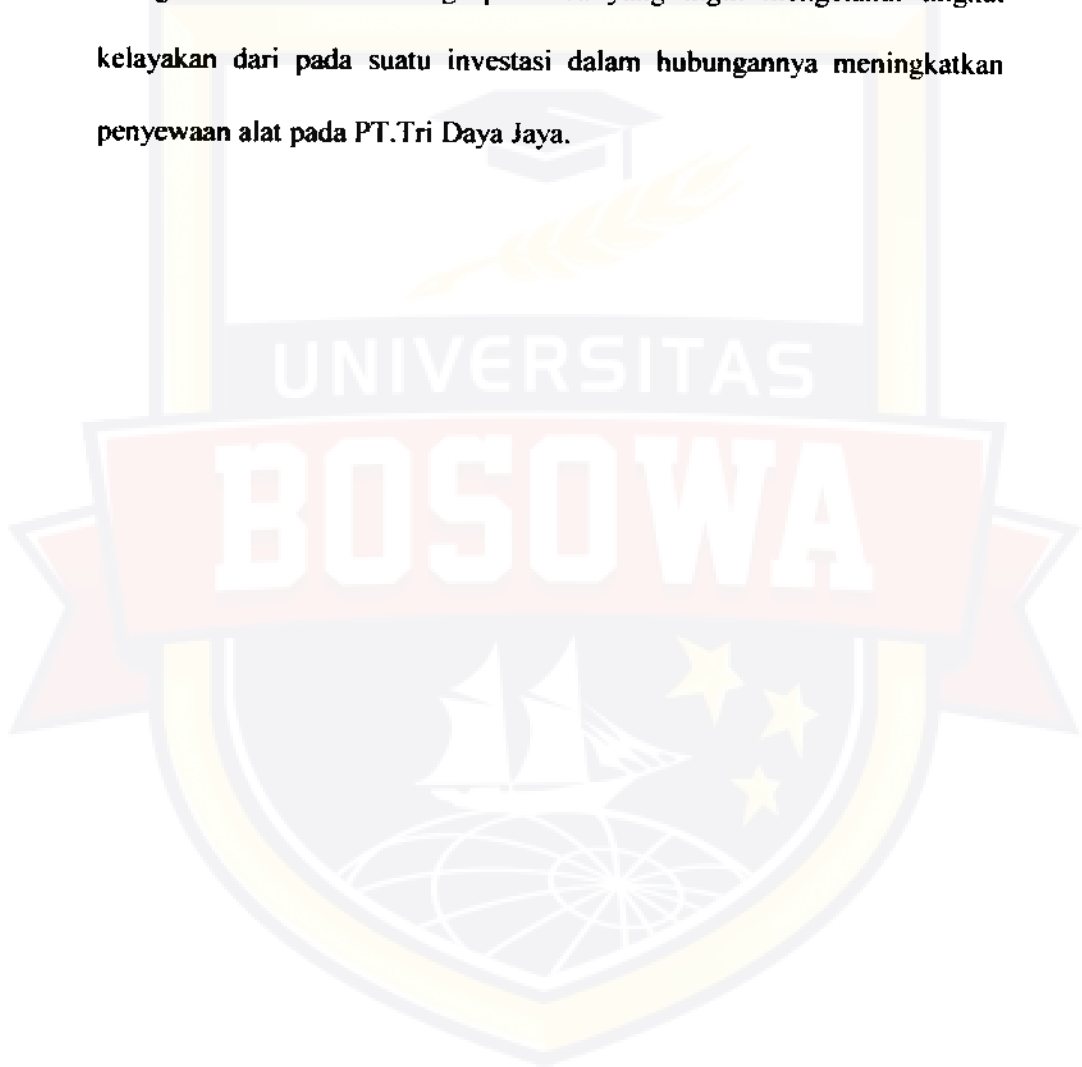 kelayakan dari pada suatu investasi dalam hubungannya meningkatkan
penyewaan alat pada PT.Tri Daya Jaya.
UNIVERSITAS
BOSOWA